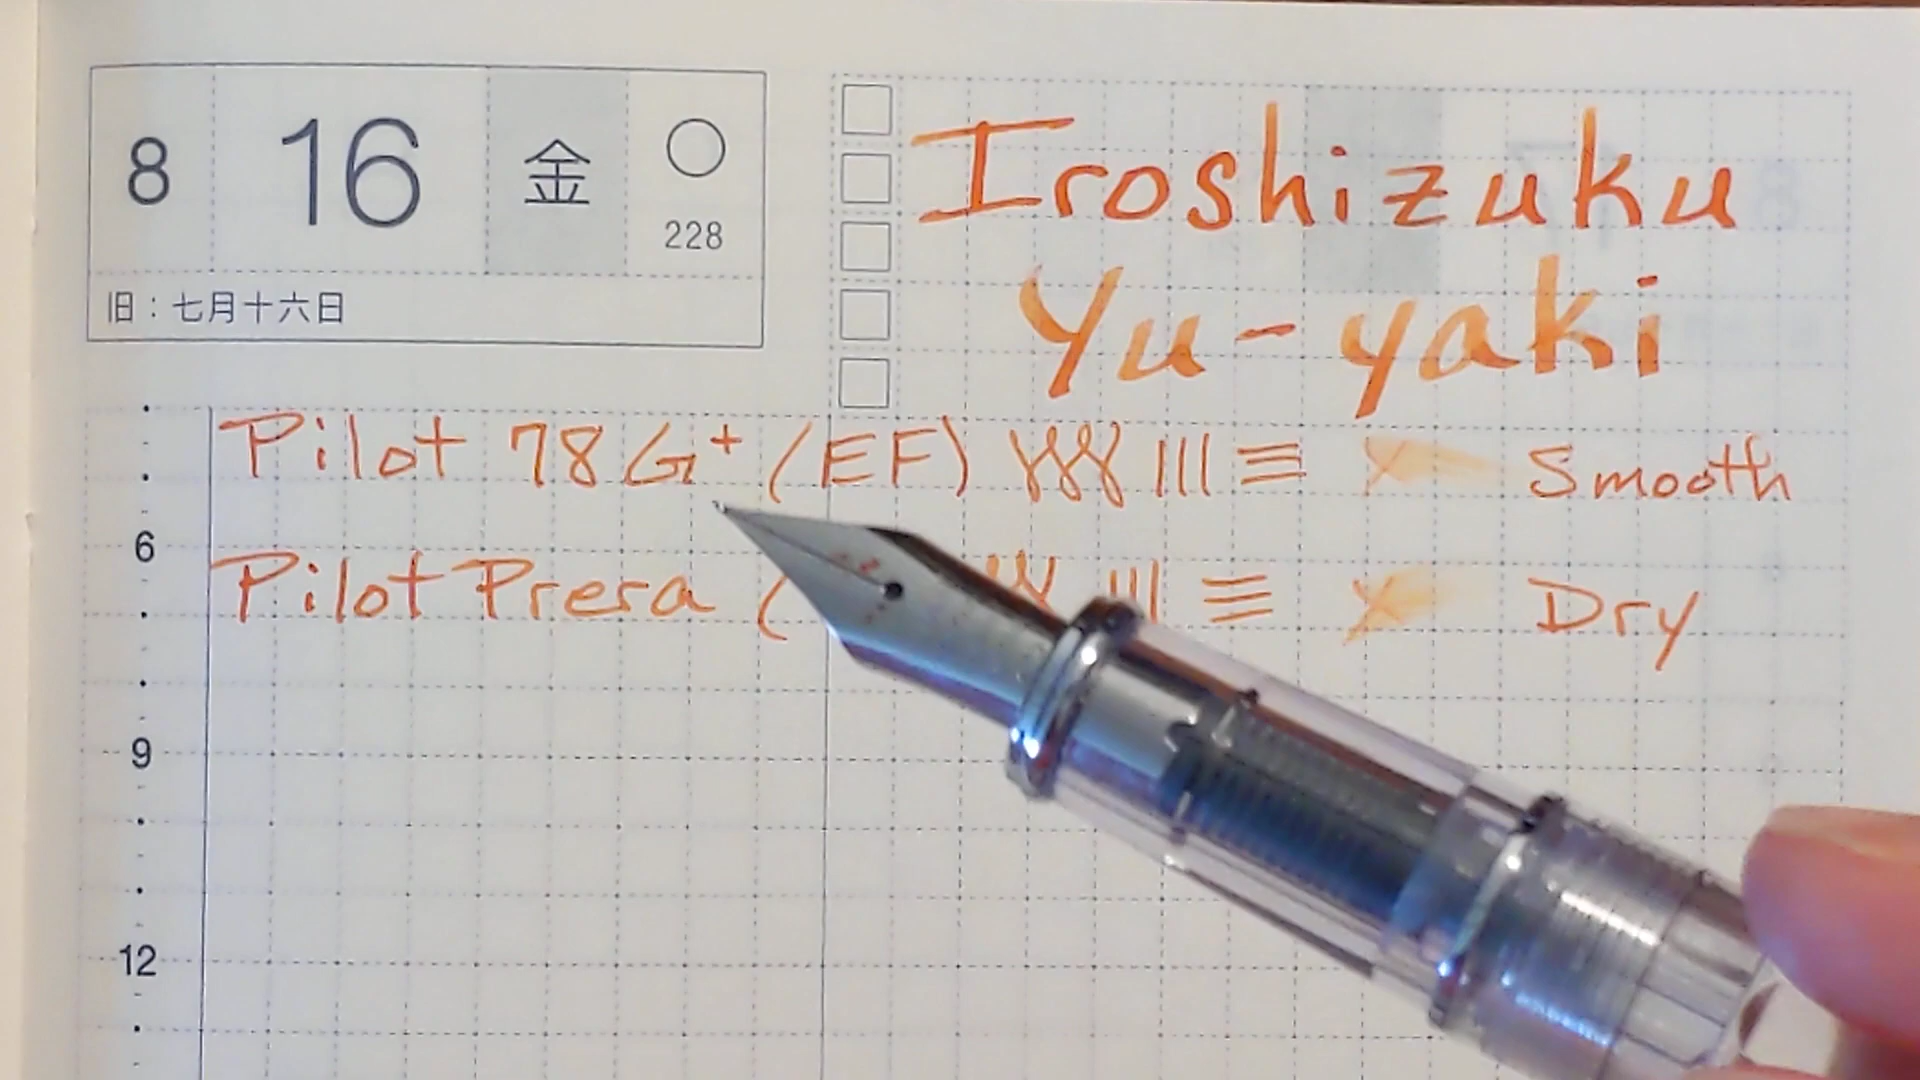 8 16 金 ○
228
旧：七月十六日
Iroshizuku
Yu-yaki
Pilot 78G+ (EF) Smooth
6
Pilot Prera ( Dry
9
12